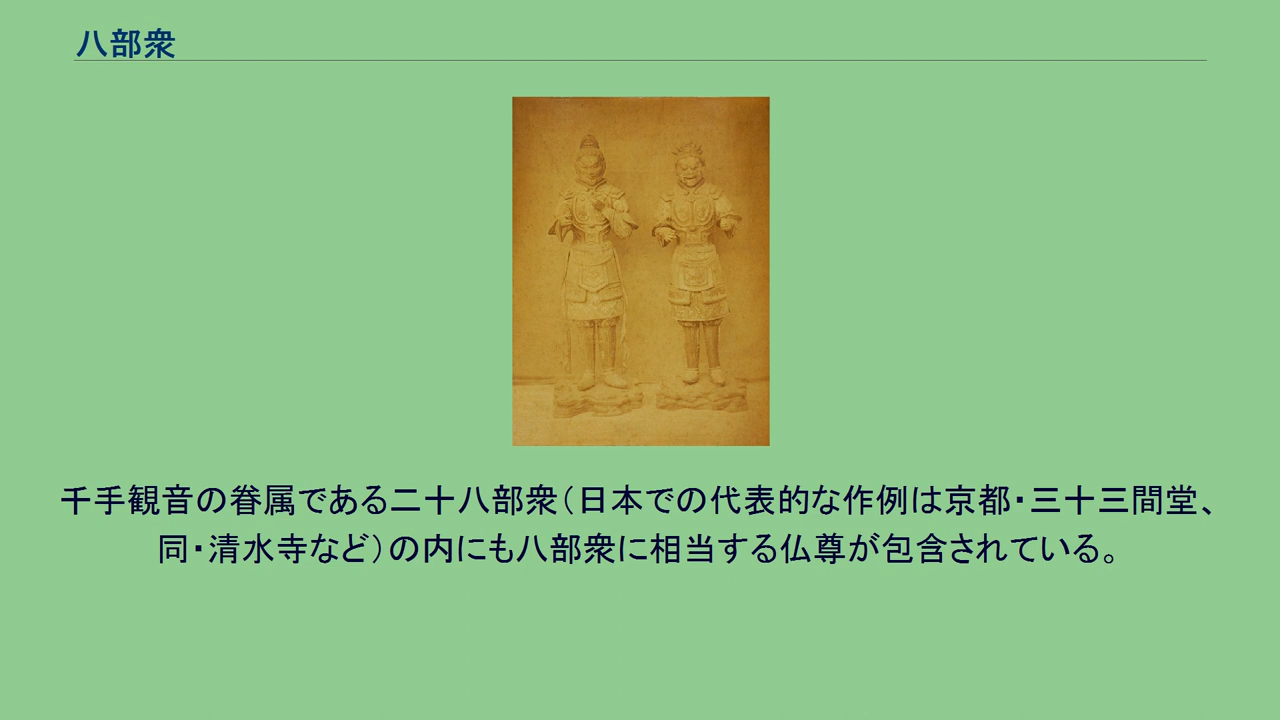 八部衆
千手観音の眷属である二十八部衆（日本での代表的な作例は京都・三十三間堂、
同・清水寺など）の内にも八部衆に相当する仏尊が包含されている。